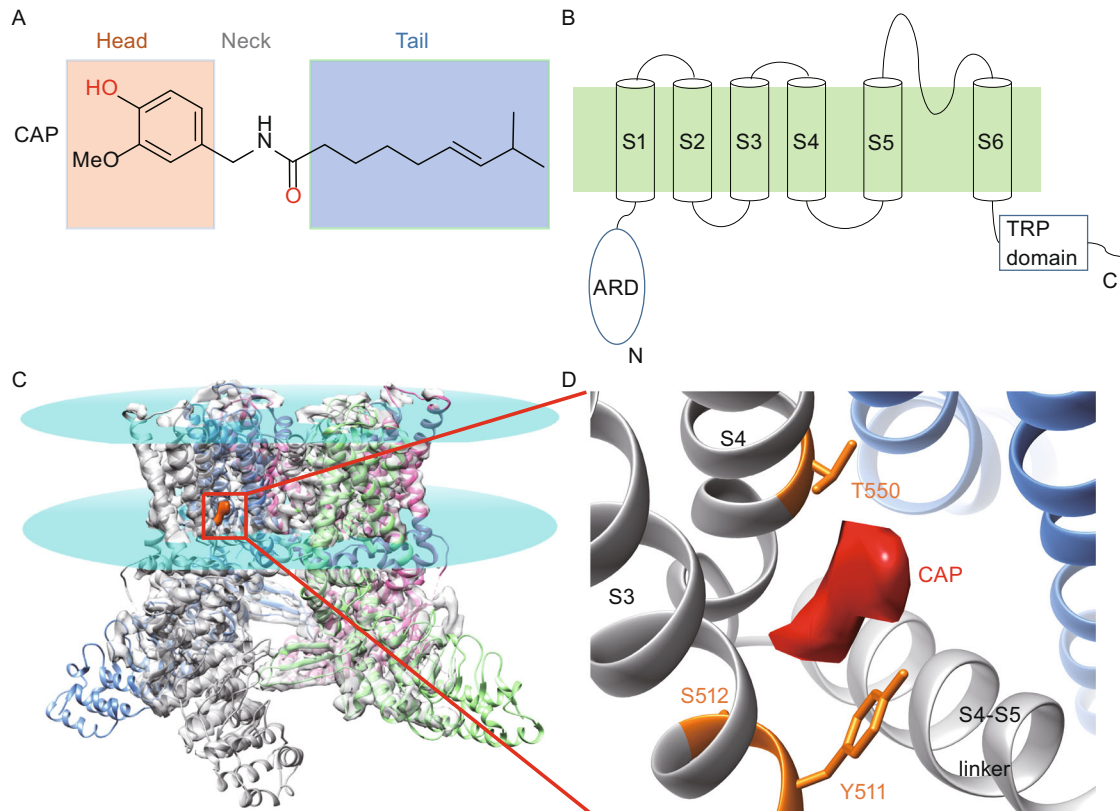 A
Head
Neck
Tail
CAP
HO
MeO
H
N
O
B
S1
S2
S3
S4
S5
S6
ARD
N
TRP
domain
C
C
D
S4
T550
CAP
S3
S512
S4-S5
linker
Y511